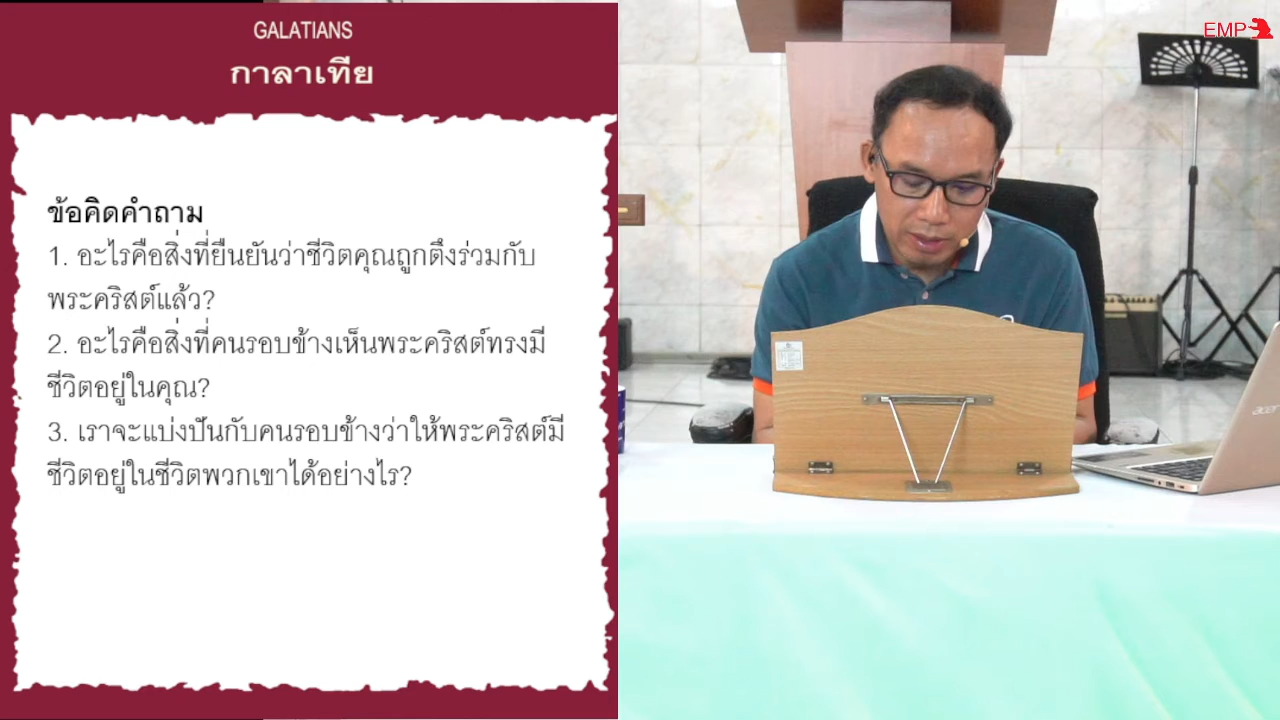 GALATIANS
กาลาเทีย
ข้อคิดคำถาม
1. อะไรคือสิ่งที่ยืนยันว่าชีวิตคุณถูกตึงร่วมกับ
พระคริสต์แล้ว?
2. อะไรคือสิ่งที่คนรอบข้างเห็นพระคริสต์ทรงมี
ชีวิตอยู่ในคุณ?
3. เราจะแบ่งปันกับคนรอบข้างว่าให้พระคริสต์มี
ชีวิตอยู่ในชีวิตพวกเขาได้อย่างไร?
EMP
acer